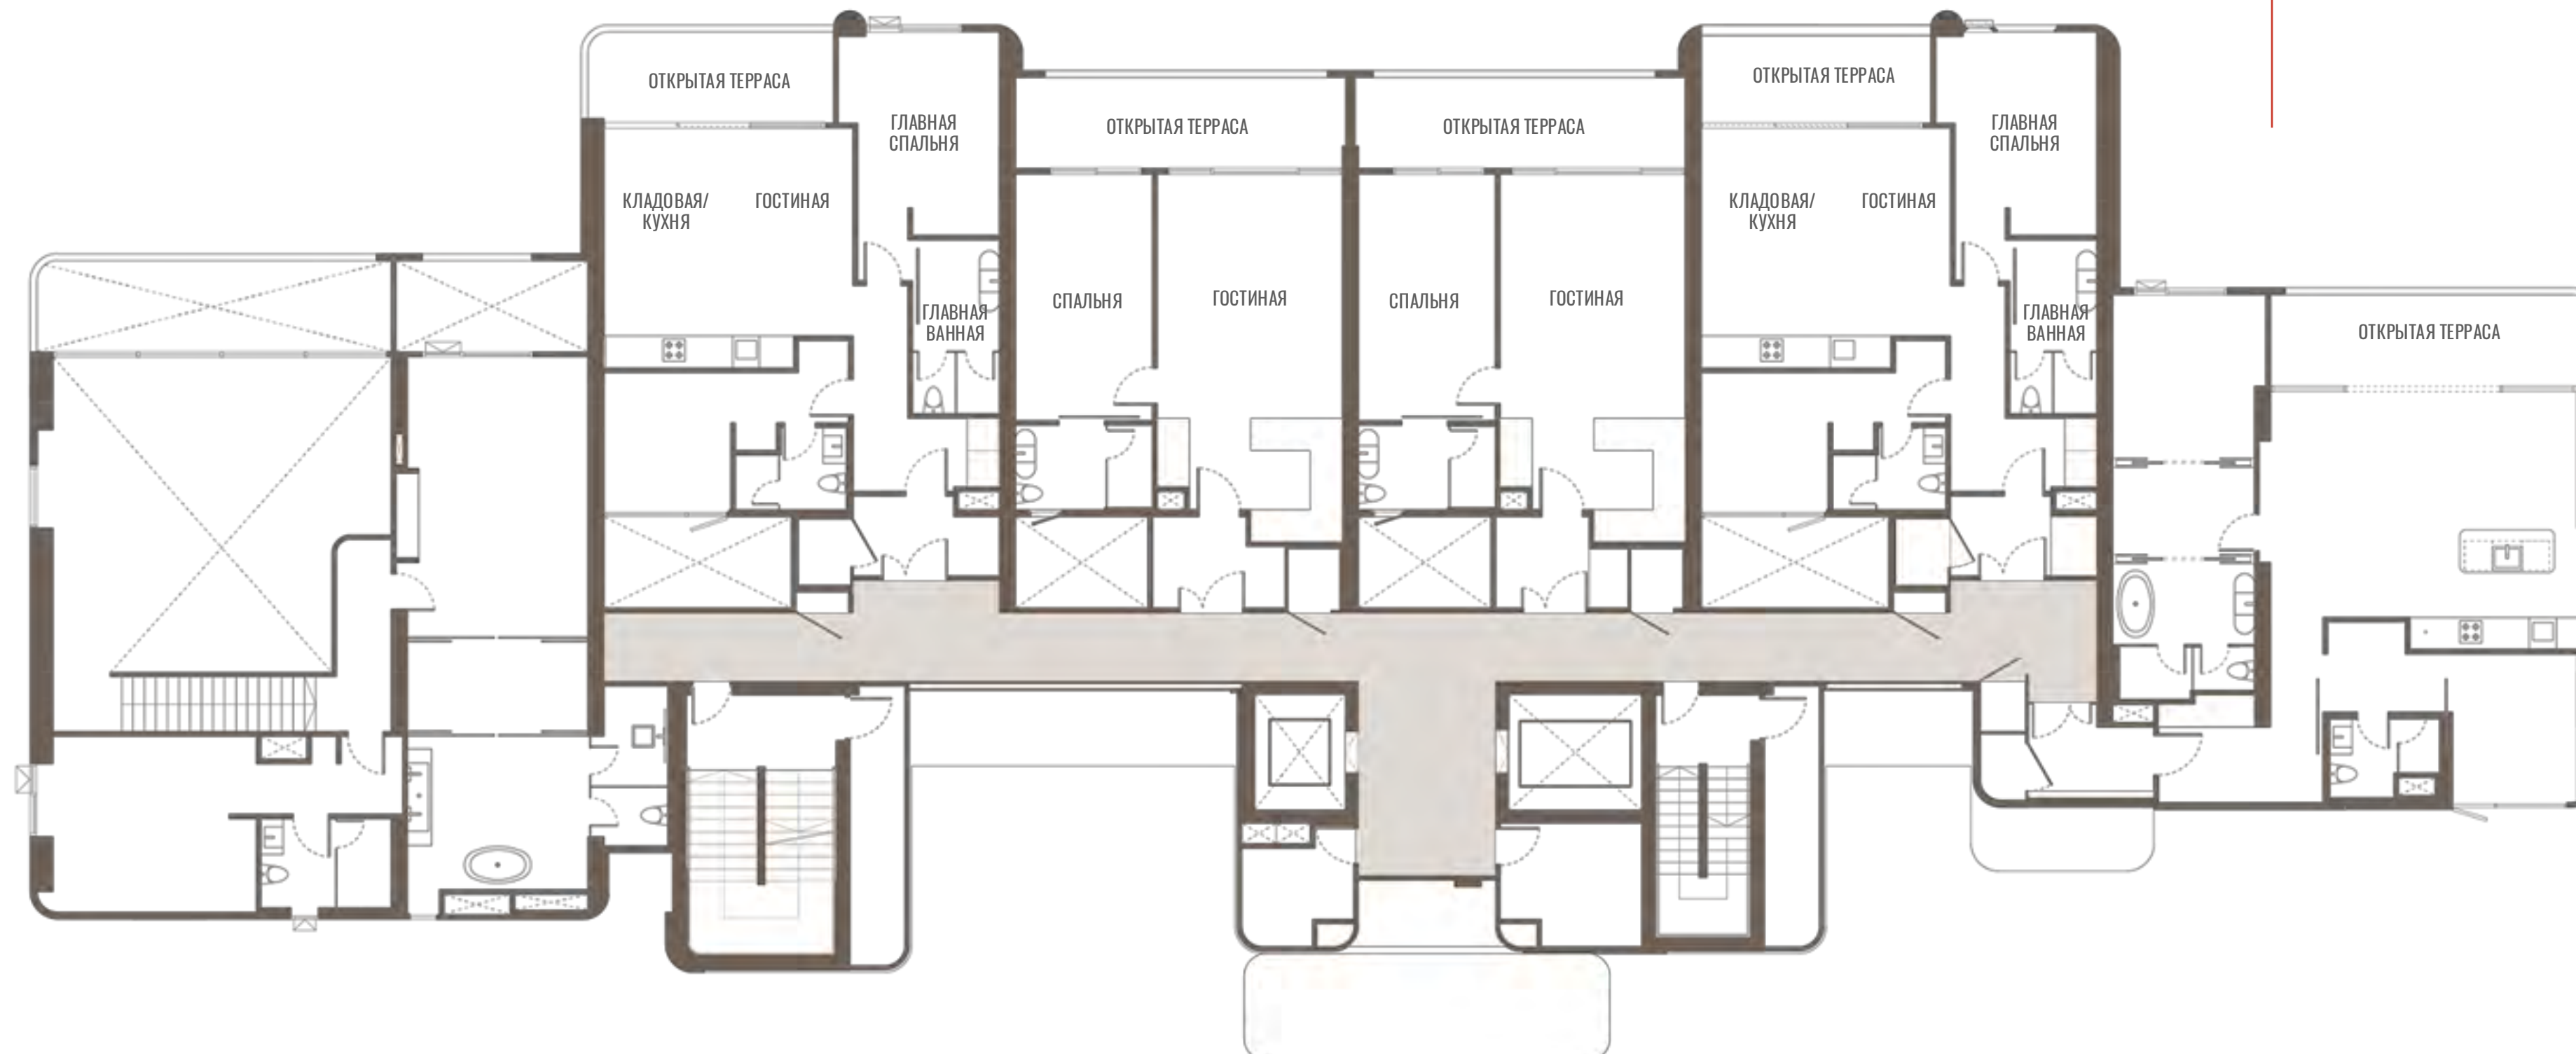 ОТКРЫТАЯ ТЕРРАСА
ГЛАВНАЯ
СПАЛЬНЯ
КЛАДОВАЯ/
КУХНЯ
ГОСТИНАЯ
ГЛАВНАЯ
ВАННАЯ
ОТКРЫТАЯ ТЕРРАСА
СПАЛЬНЯ
ГОСТИНАЯ
ОТКРЫТАЯ ТЕРРАСА
СПАЛЬНЯ
ГОСТИНАЯ
ОТКРЫТАЯ ТЕРРАСА
ГЛАВНАЯ
СПАЛЬНЯ
КЛАДОВАЯ/
КУХНЯ
ГОСТИНАЯ
ГЛАВНАЯ
ВАННАЯ
ОТКРЫТАЯ ТЕРРАСА